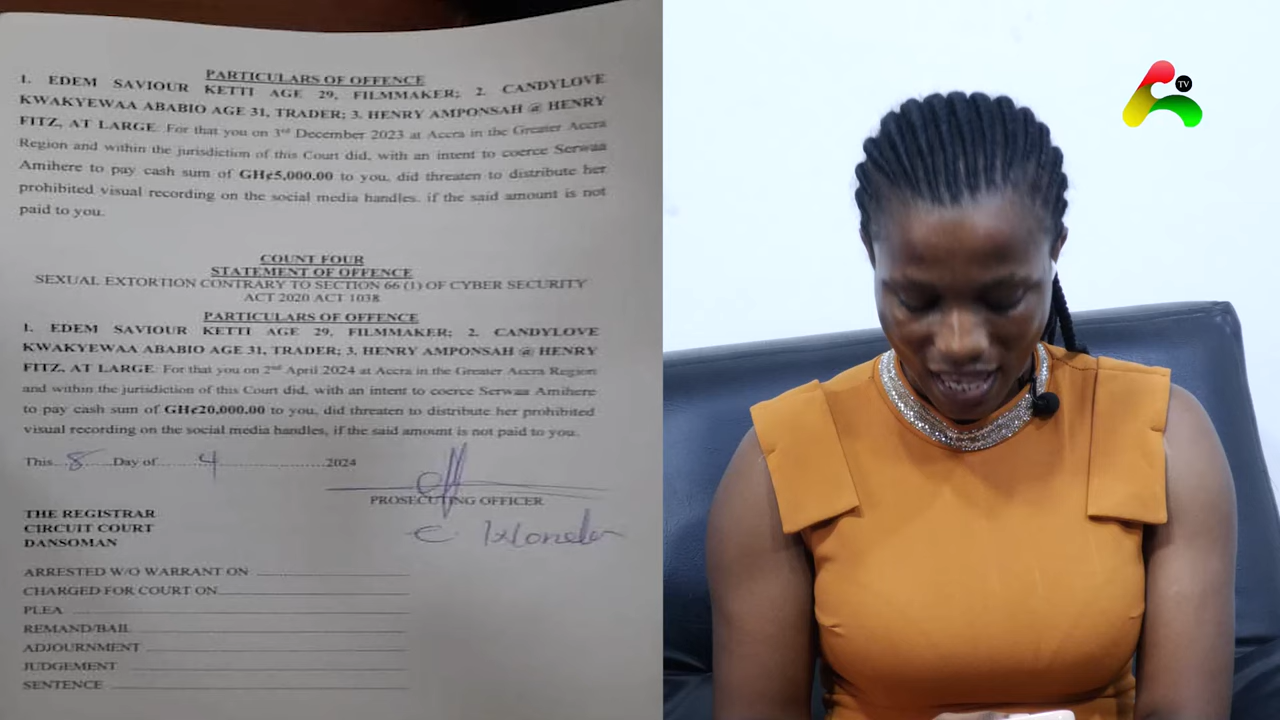 PARTICULARS OF OFFENCE
1. EDEM SAVIOUR KETTI AGE 29, FILMMAKER; 2. CANDYLOVE
KWAKYEWAA ABABIO AGE 31, TRADER; 3. HENRY AMPONSAH @ HENRY
FITZ, AT LARGE: For that you on 3rd December 2023 at Accra in the Greater Accra
Region and within the jurisdiction of this Court did, with an intent to coerce Serwaa
Amihere to pay cash sum of GH¢5,000.00 to you, did threaten to distribute her
prohibited visual recording on the social media handles, if the said amount is not
paid to you.
COUNT FOUR
STATEMENT OF OFFENCE
SEXUAL EXTORTION CONTRARY TO SECTION 66 (1) OF CYBER SECURITY
ACT 2020 ACT 1038
PARTICULARS OF OFFENCE
1. EDEM SAVIOUR KETTI AGE 29, FILMMAKER; 2. CANDYLOVE
KWAKYEWAA ABABIO AGE 31, TRADER; 3. HENRY AMPONSAH @ HENRY
FITZ, AT LARGE: For that you on 2nd April 2024 at Accra in the Greater Accra Region
and within the jurisdiction of this Court did, with an intent to coerce Serwaa Amihere
to pay cash sum of GH¢20,000.00 to you, did threaten to distribute her prohibited
visual recording on the social media handles, if the said amount is not paid to you.
This...8......Day of........4........................2024
PROSECUTING OFFICER
THE REGISTRAR
CIRCUIT COURT
DANSOMAN
ARRESTED W/O WARRANT ON
CHARGED FOR COURT ON
PLEA
REMAND/BAIL
ADJOURNMENT
JUDGEMENT
SENTENCE
TV